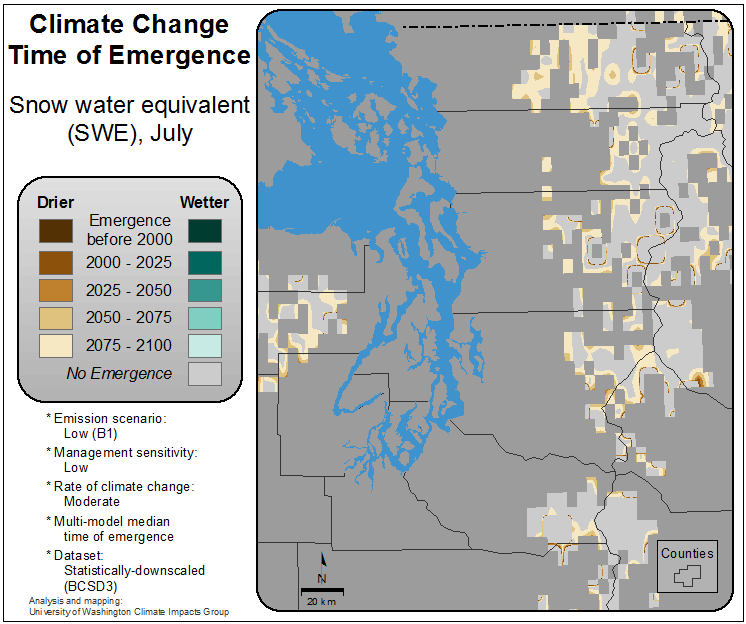 Climate Change
Time of Emergence
Snow water equivalent
(SWE), July
Drier
Wetter
Emergence
before 2000
2000 - 2025
2025 - 2050
2050 - 2075
2075 - 2100
No Emergence
* Emission scenario:
Low (B1)
* Management sensitivity:
Low
* Rate of climate change:
Moderate
* Multi-model median
time of emergence
* Dataset:
Statistically-downscaled
(BCSD3)
Analysis and mapping:
University of Washington Climate Impacts Group
N
20 km
Counties